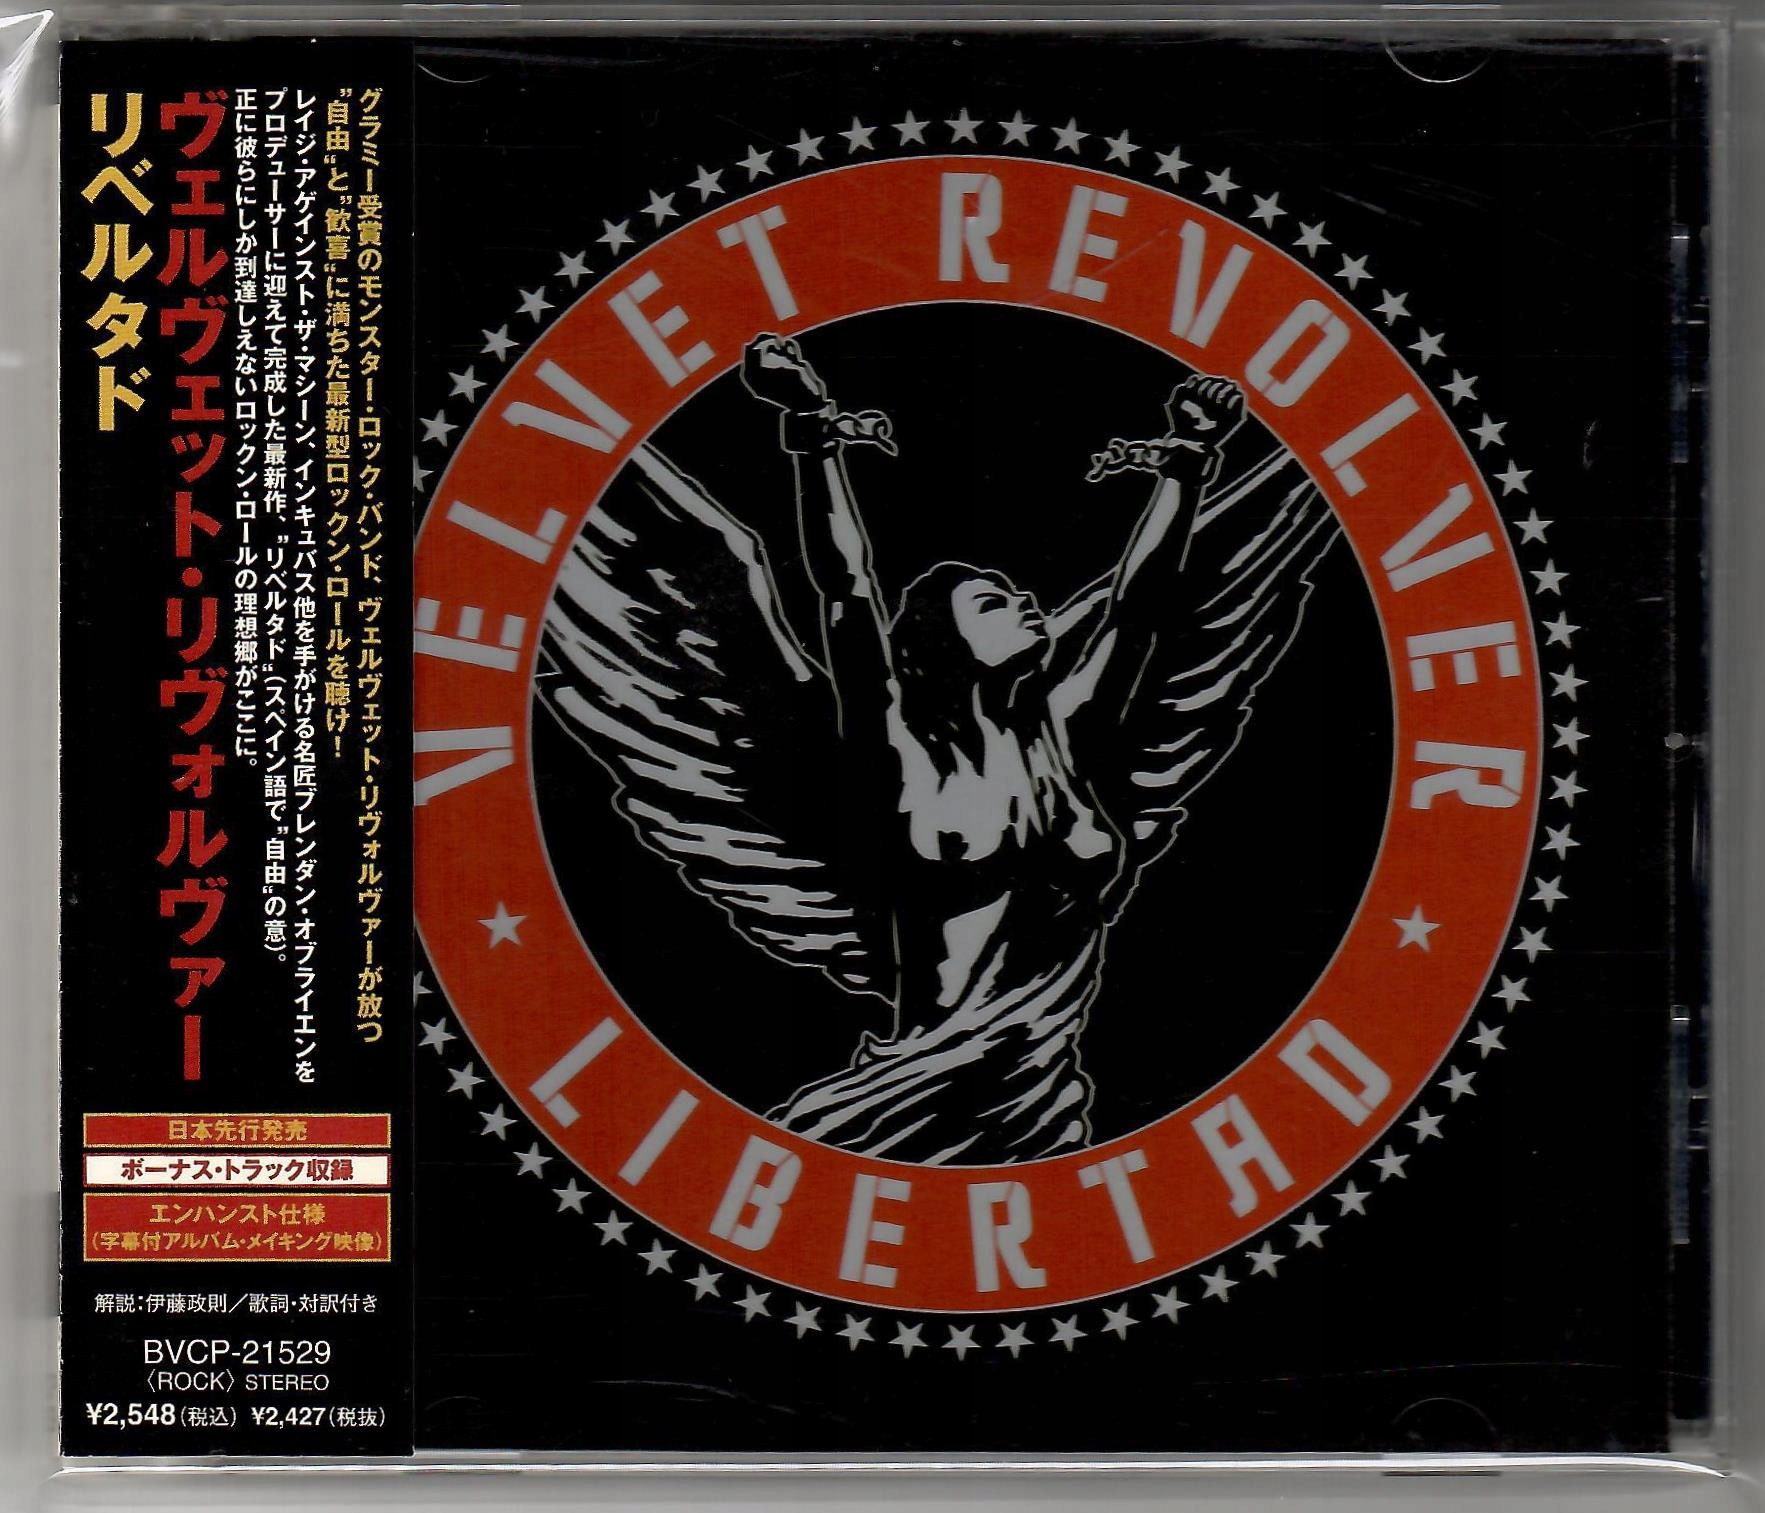 グラミー受賞のモンスター・ロック・バンド、ヴェルヴェット・リヴォルヴァーが放つ
"自由"と"歓喜"に満ちた最新型ロックン・ロールを聴け!
レイジ・アゲインスト・ザ・マシーン、インキュバス他を手がける名匠ブレンダン・オブライエンを
プロデューサーに迎えて完成した最新作、"リベルタド"(スペイン語で"自由"の意)。
正に彼らにしか到達しえないロックン・ロールの理想郷がここに。
ヴェルヴェット・リヴォルヴァー
リベルタド
日本先行発売
ボーナス・トラック収録
エンハンスト仕様
(字幕付アルバム・メイキング映像)
解説:伊藤政則/歌詞・対訳付き
BVCP-21529
〈ROCK〉 STEREO
¥2,548(税込) ¥2,427(税抜)
VELVET REVOLVER
LIBERTAD